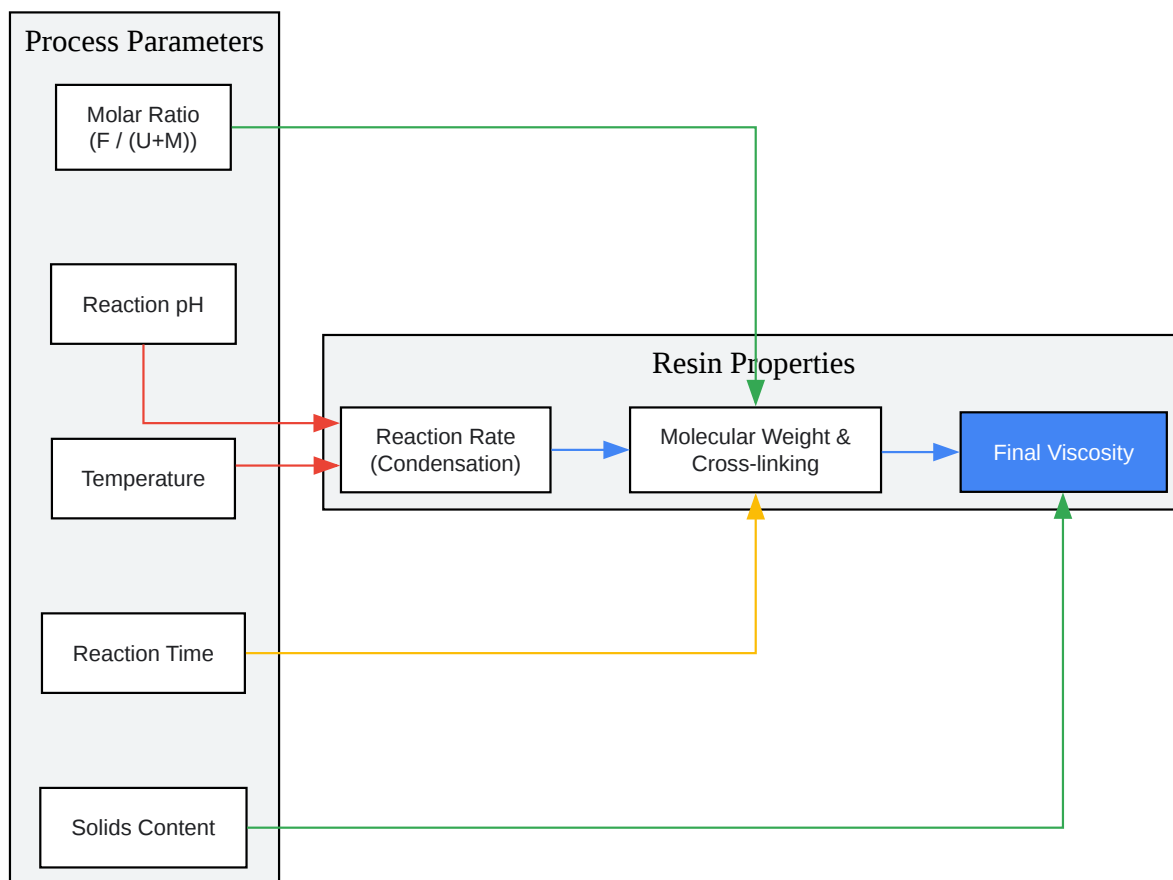 Process Parameters
Molar Ratio
(F / (U+M))
Reaction pH
Temperature
Reaction Time
Solids Content
Resin Properties
Reaction Rate
(Condensation)
Molecular Weight &
Cross-linking
Final Viscosity